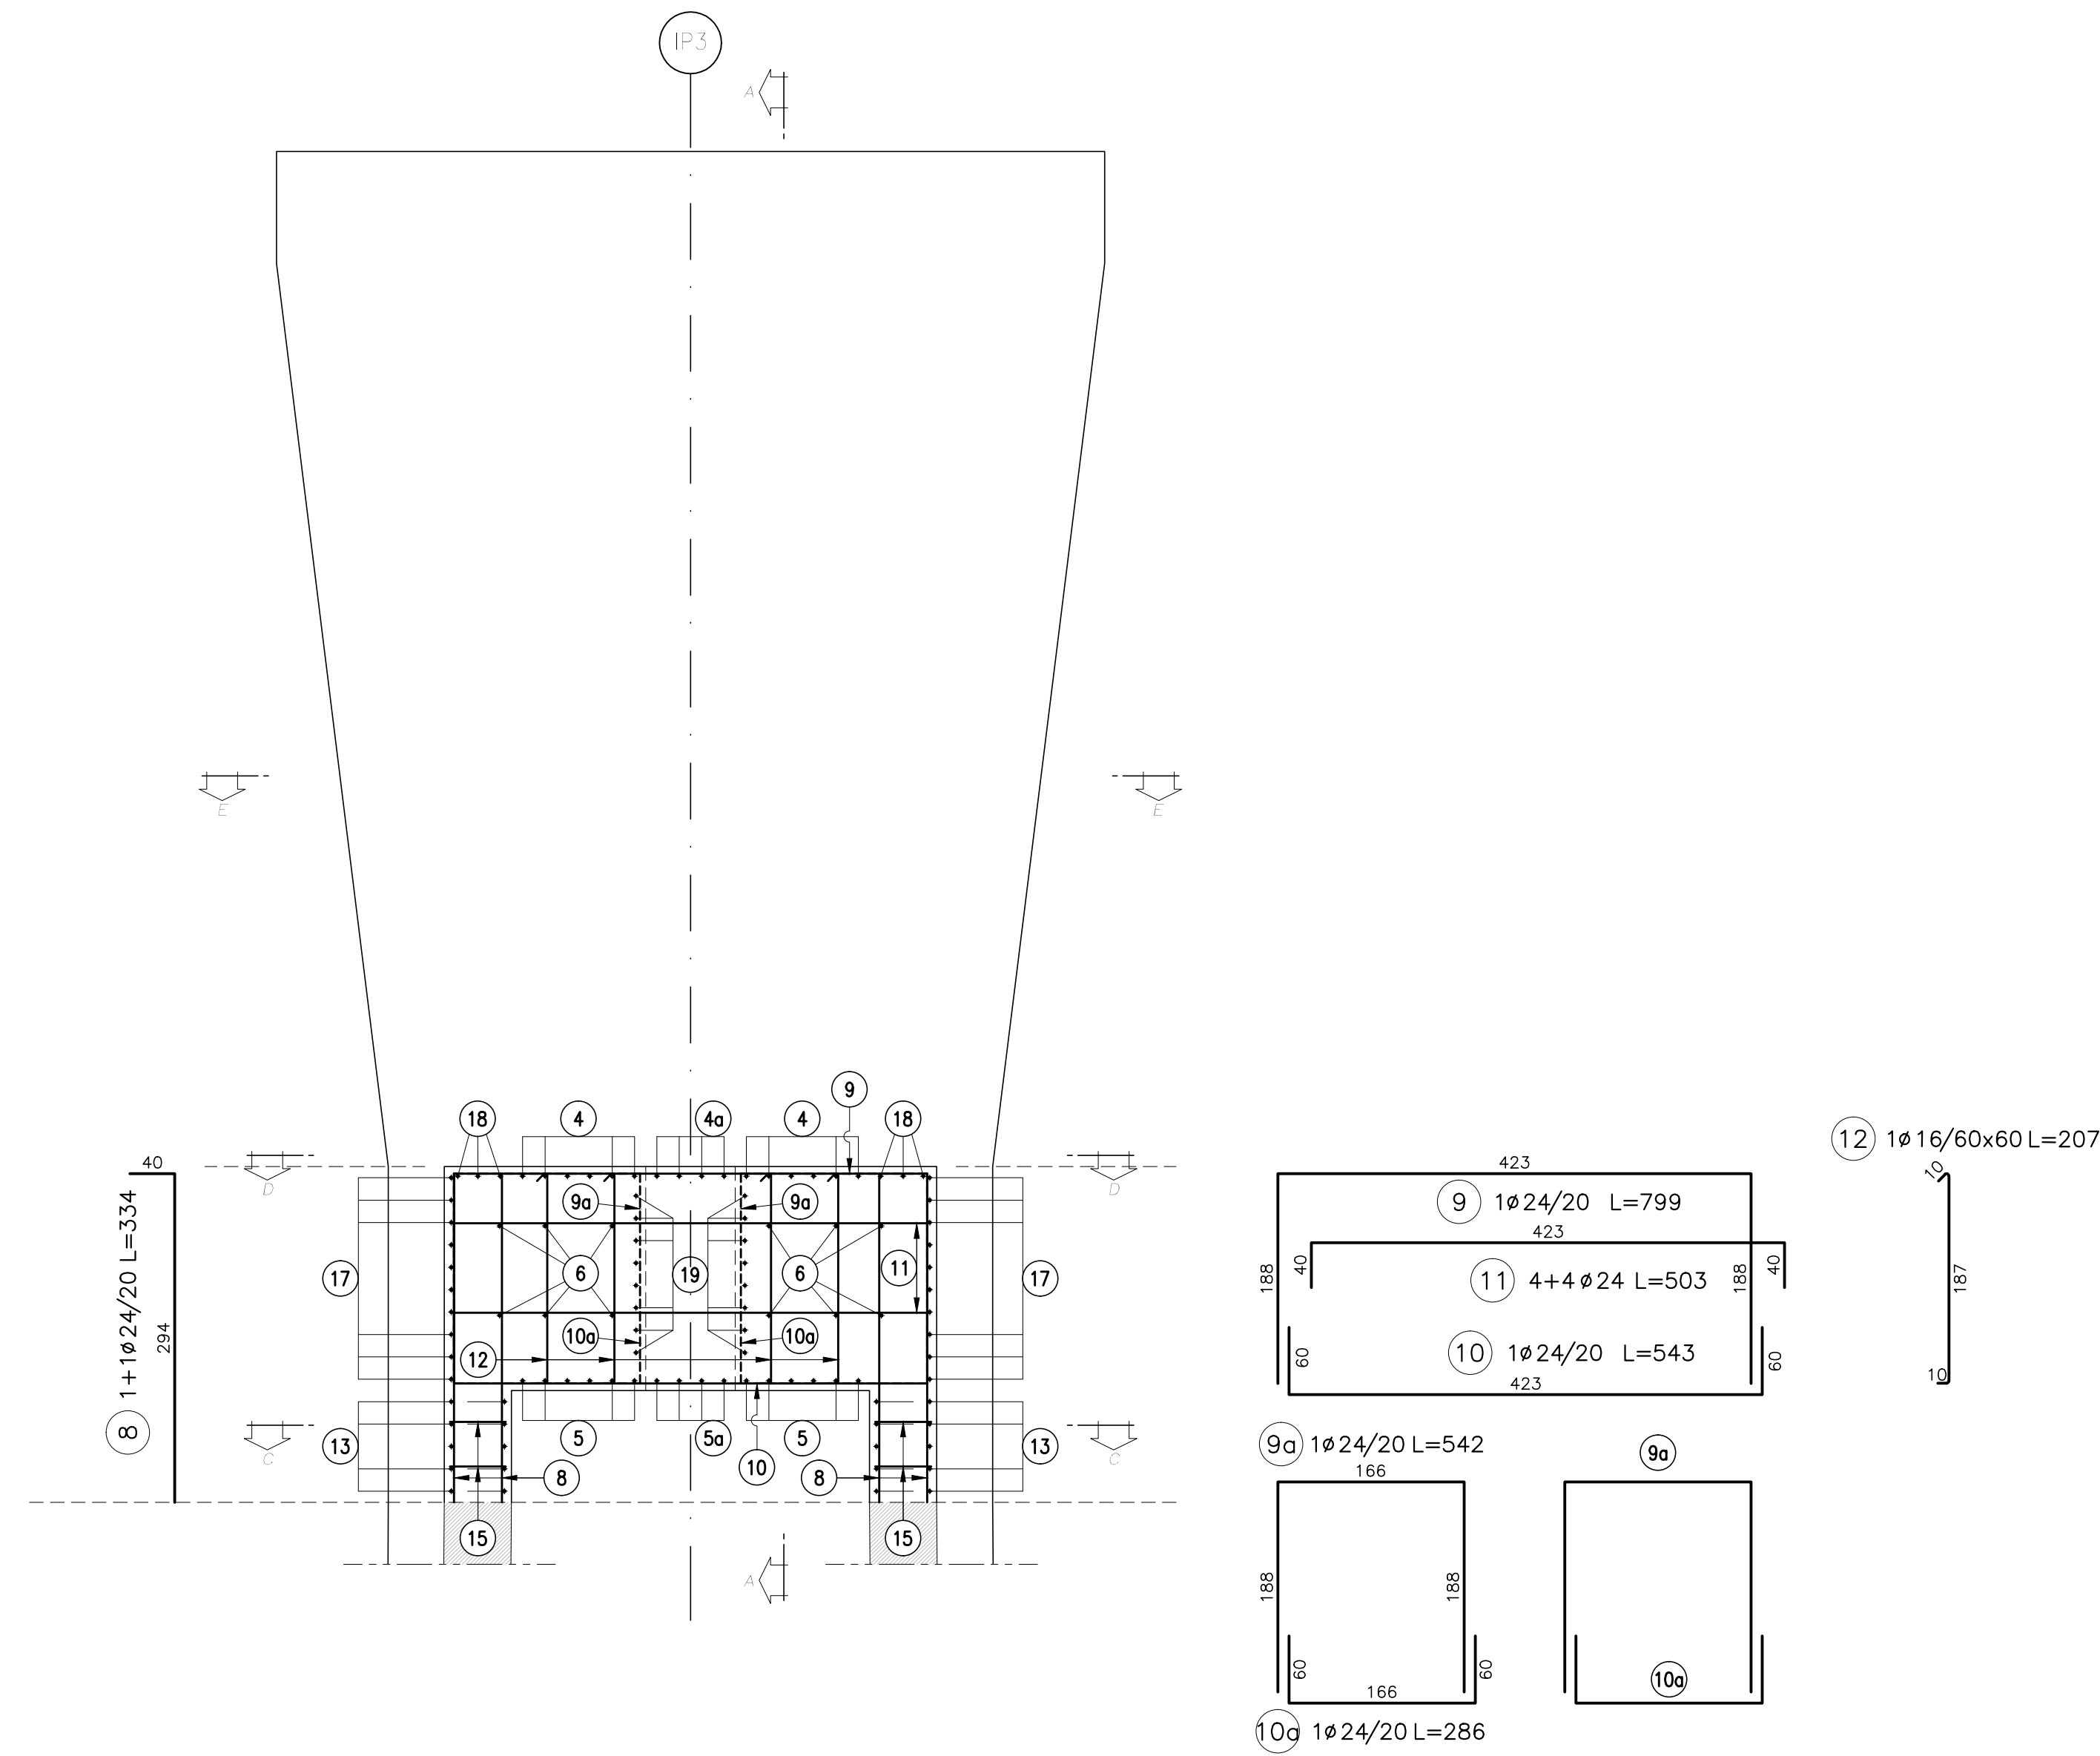 IP3
A
E
E
9
18
4
4a
4
18
12 1ø16/60x60 L=207
40
D
D
423
10
9a
9a
9 1ø24/20 L=799
423
8 1+1ø24/20 L=334
294
17
6
19
6
11
17
188
40
11 4+4ø24 L=503
188
40
187
12
10a
10a
60
10 1ø24/20 L=543
60
423
10
13
5
5a
5
13
C
C
10
8
8
9a 1ø24/20 L=542
166
9a
15
15
A
188
188
60
60
166
10a
10a 1ø24/20 L=286